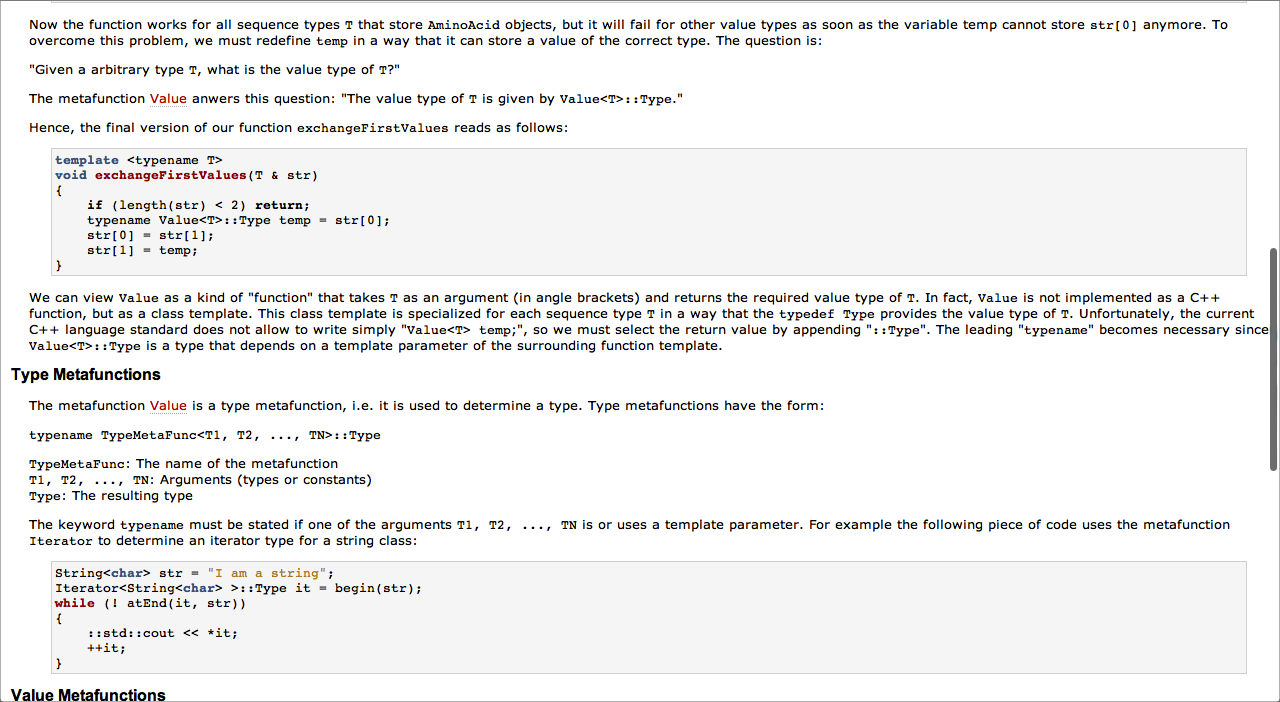 Now the function works for all sequence types T that store AminoAcid objects, but it will fail for other value types as soon as the variable temp cannot store str[0] anymore. To
overcome this problem, we must redefine temp in a way that it can store a value of the correct type. The question is:
"Given a arbitrary type T, what is the value type of T?"
The metafunction Value anwers this question: "The value type of T is given by Value<T>::Type."
Hence, the final version of our function exchangeFirstValues reads as follows:
template <typename T>
void exchangeFirstValues(T & str)
{
    if (length(str) < 2) return;
    typename Value<T>::Type temp = str[0];
    str[0] = str[1];
    str[1] = temp;
}
We can view Value as a kind of "function" that takes T as an argument (in angle brackets) and returns the required value type of T. In fact, Value is not implemented as a C++
function, but as a class template. This class template is specialized for each sequence type T in a way that the typedef Type provides the value type of T. Unfortunately, the current
C++ language standard does not allow to write simply "Value<T> temp;", so we must select the return value by appending "::Type". The leading "typename" becomes necessary since
Value<T>::Type is a type that depends on a template parameter of the surrounding function template.
Type Metafunctions
The metafunction Value is a type metafunction, i.e. it is used to determine a type. Type metafunctions have the form:
typename TypeMetaFunc<T1, T2, ..., TN>::Type
TypeMetaFunc: The name of the metafunction
T1, T2, ..., TN: Arguments (types or constants)
Type: The resulting type
The keyword typename must be stated if one of the arguments T1, T2, ..., TN is or uses a template parameter. For example the following piece of code uses the metafunction
Iterator to determine an iterator type for a string class:
String<char> str = "I am a string";
Iterator<String<char> >::Type it = begin(str);
while (! atEnd(it, str))
{
    ::std::cout << *it;
    ++it;
}
Value Metafunctions